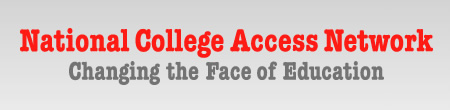 National College Access Network
Changing the Face of Education